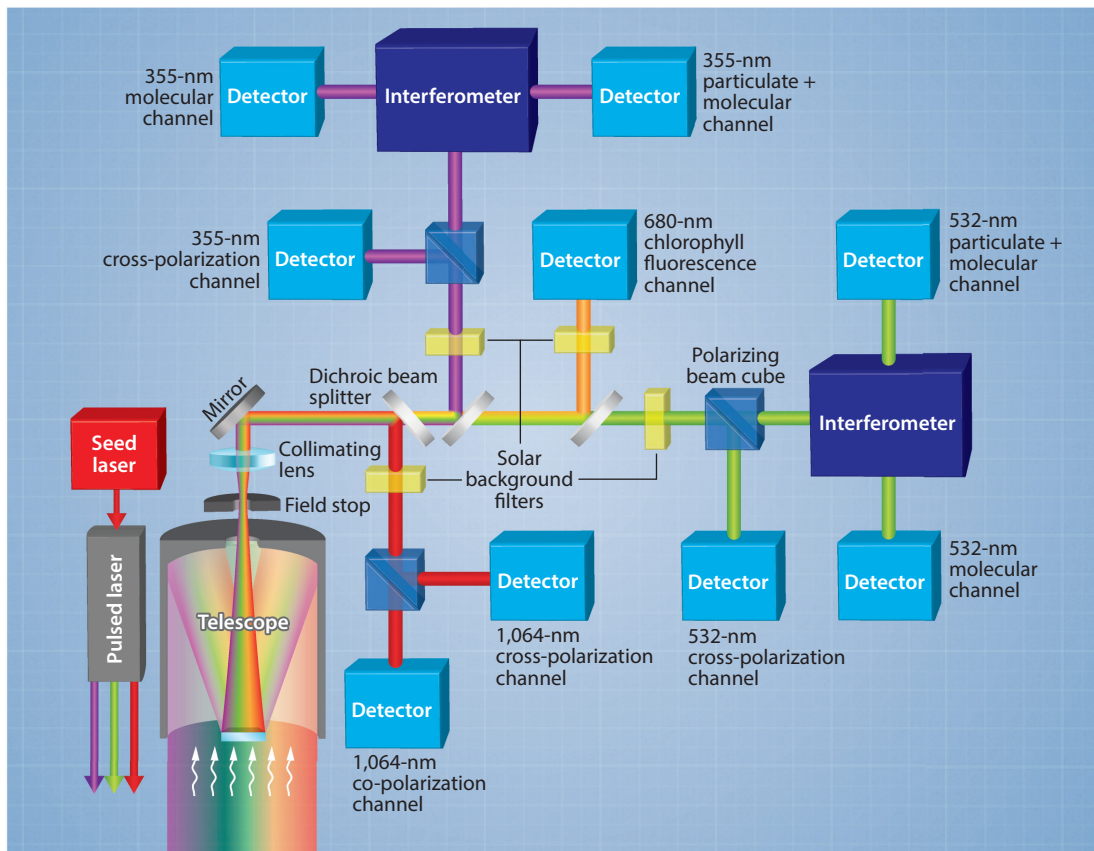 355-nm
molecular
channel
Detector
Interferometer
Detector
355-nm
particulate +
molecular
channel
355-nm
cross-polarization
channel
Detector
Detector
680-nm
chlorophyll
fluorescence
channel
Detector
532-nm
particulate +
molecular
channel
Mirror
Dichroic beam
splitter
Polarizing
beam cube
Interferometer
Seed
laser
Collimating
lens
Field stop
Solar
background
filters
Pulsed laser
Telescope
Detector
1,064-nm
cross-polarization
channel
Detector
532-nm
cross-polarization
channel
Detector
532-nm
molecular
channel
Detector
1,064-nm
co-polarization
channel